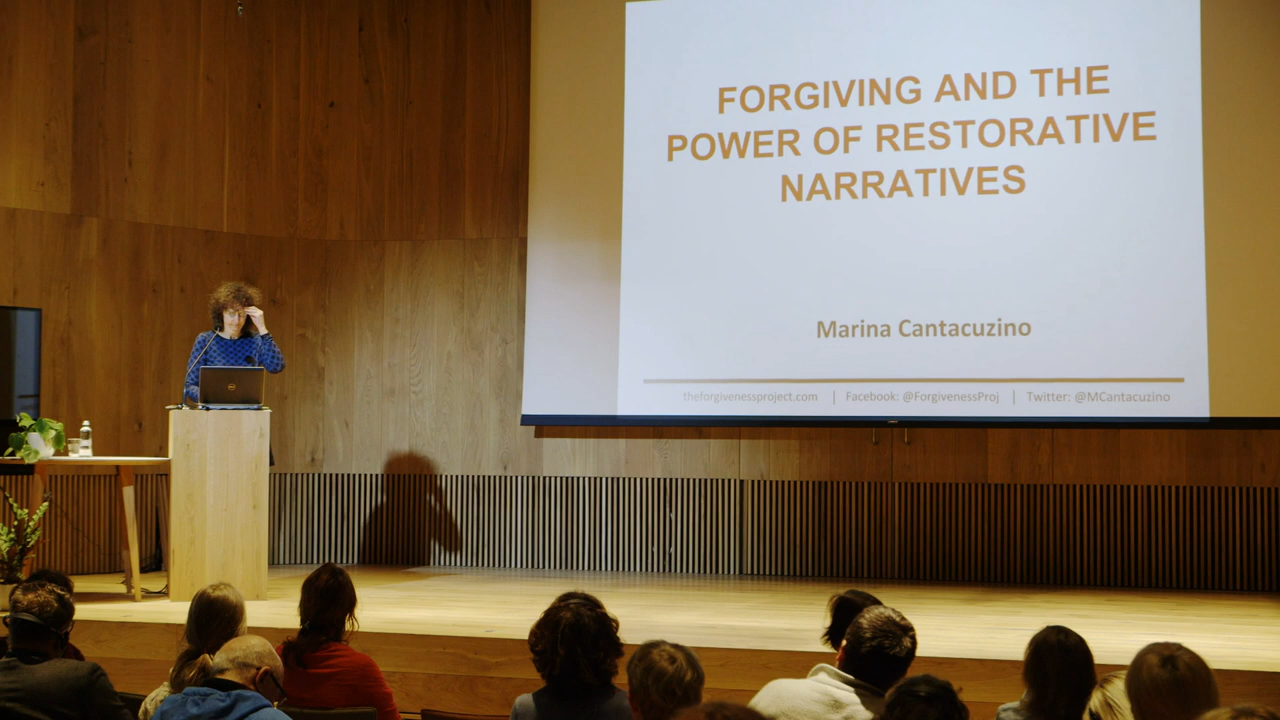 FORGIVING AND THE
POWER OF RESTORATIVE
NARRATIVES
Marina Cantacuzino
theforgivenessproject.com | Facebook: @ForgivenessProj | Twitter: @MCantacuzino